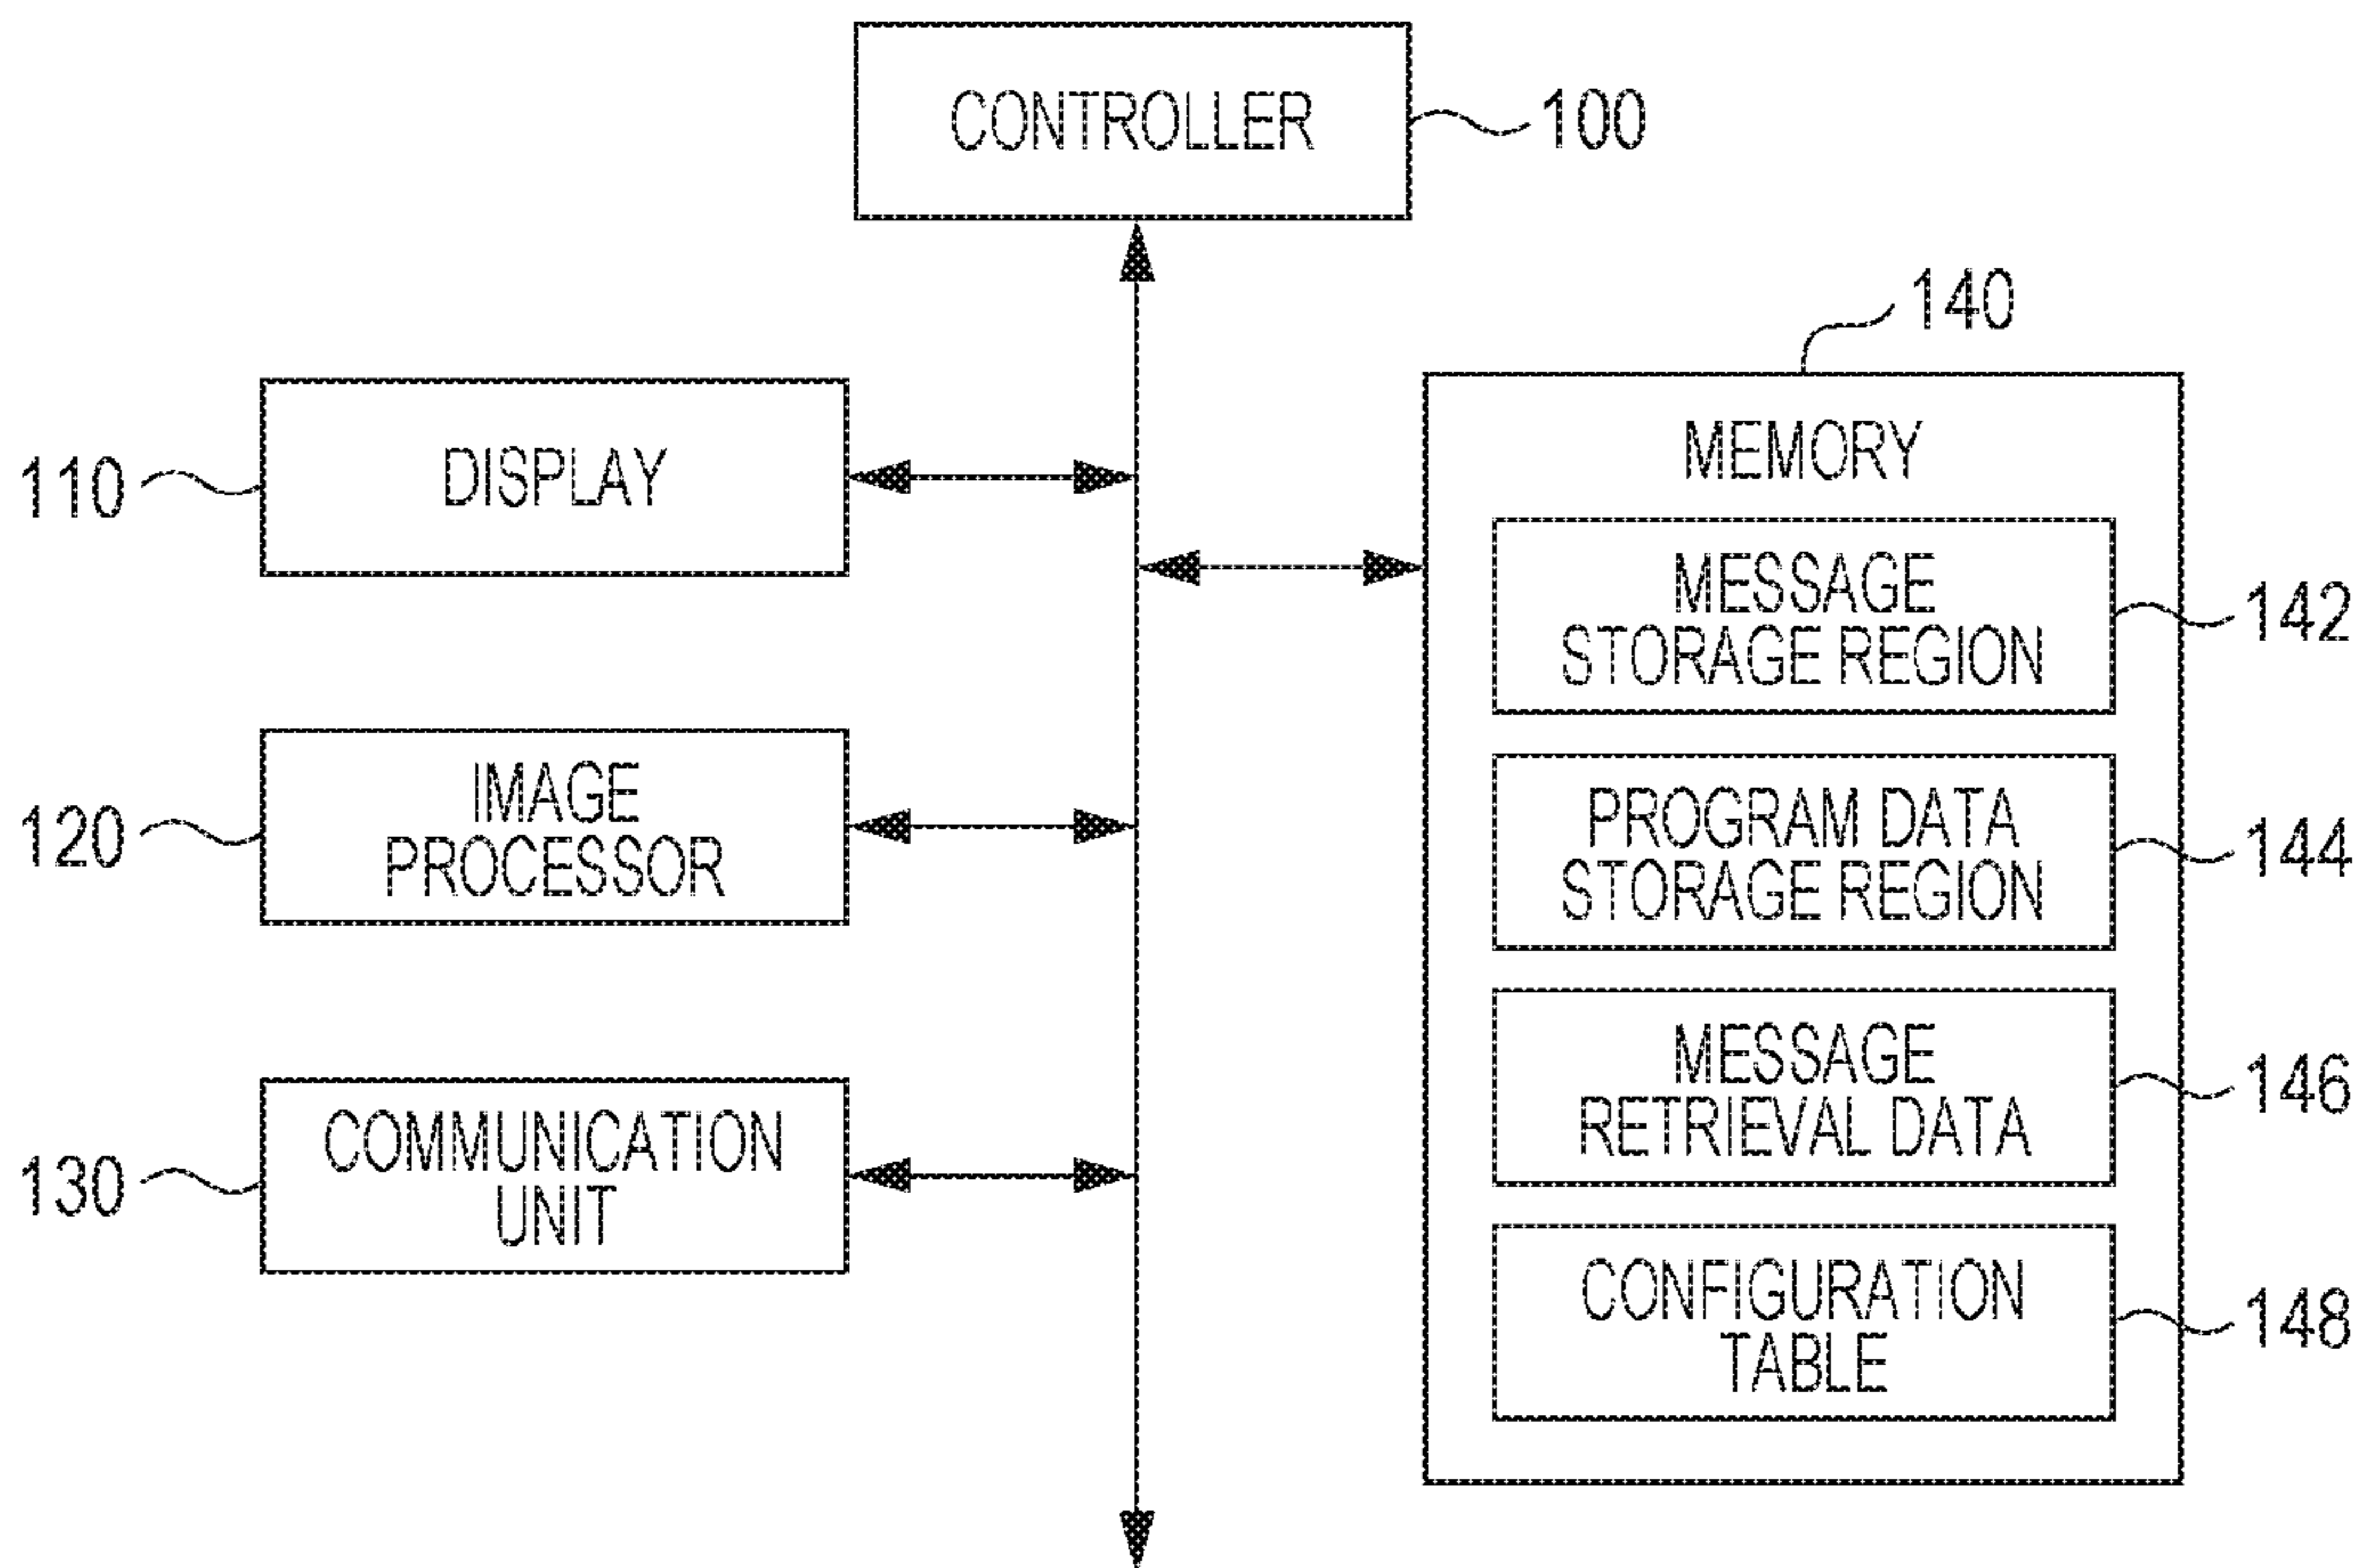 CONTROLLER
100
140
110
DISPLAY
MEMORY
MESSAGE
STORAGE REGION
142
120
IMAGE
PROCESSOR
PROGRAM DATA
STORAGE REGION
144
130
COMMUNICATION
UNIT
MESSAGE
RETRIEVAL DATA
146
CONFIGURATION
TABLE
148